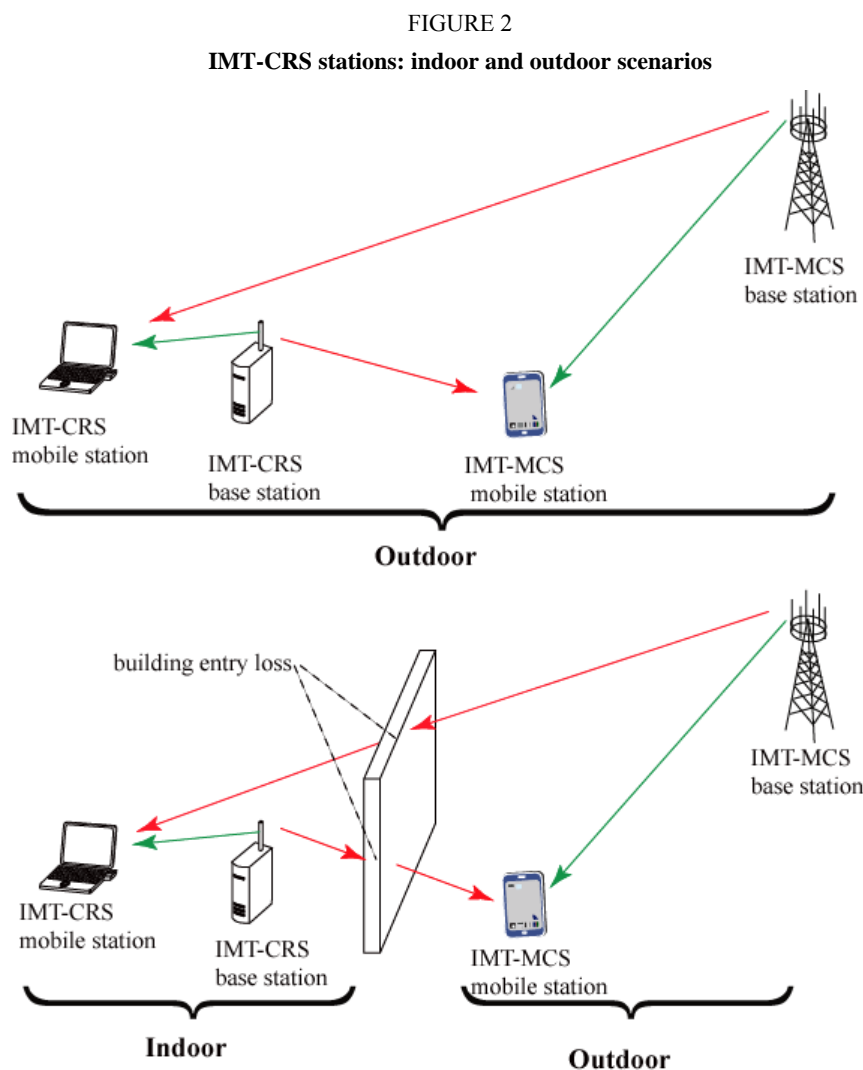 FIGURE 2
IMT-CRS stations: indoor and outdoor scenarios
IMT-MCS
base station
IMT-CRS
mobile station
IMT-CRS
base station
IMT-MCS
mobile station
Outdoor
building entry loss
IMT-MCS
base station
IMT-CRS
mobile station
IMT-CRS
base station
IMT-MCS
mobile station
Indoor
Outdoor